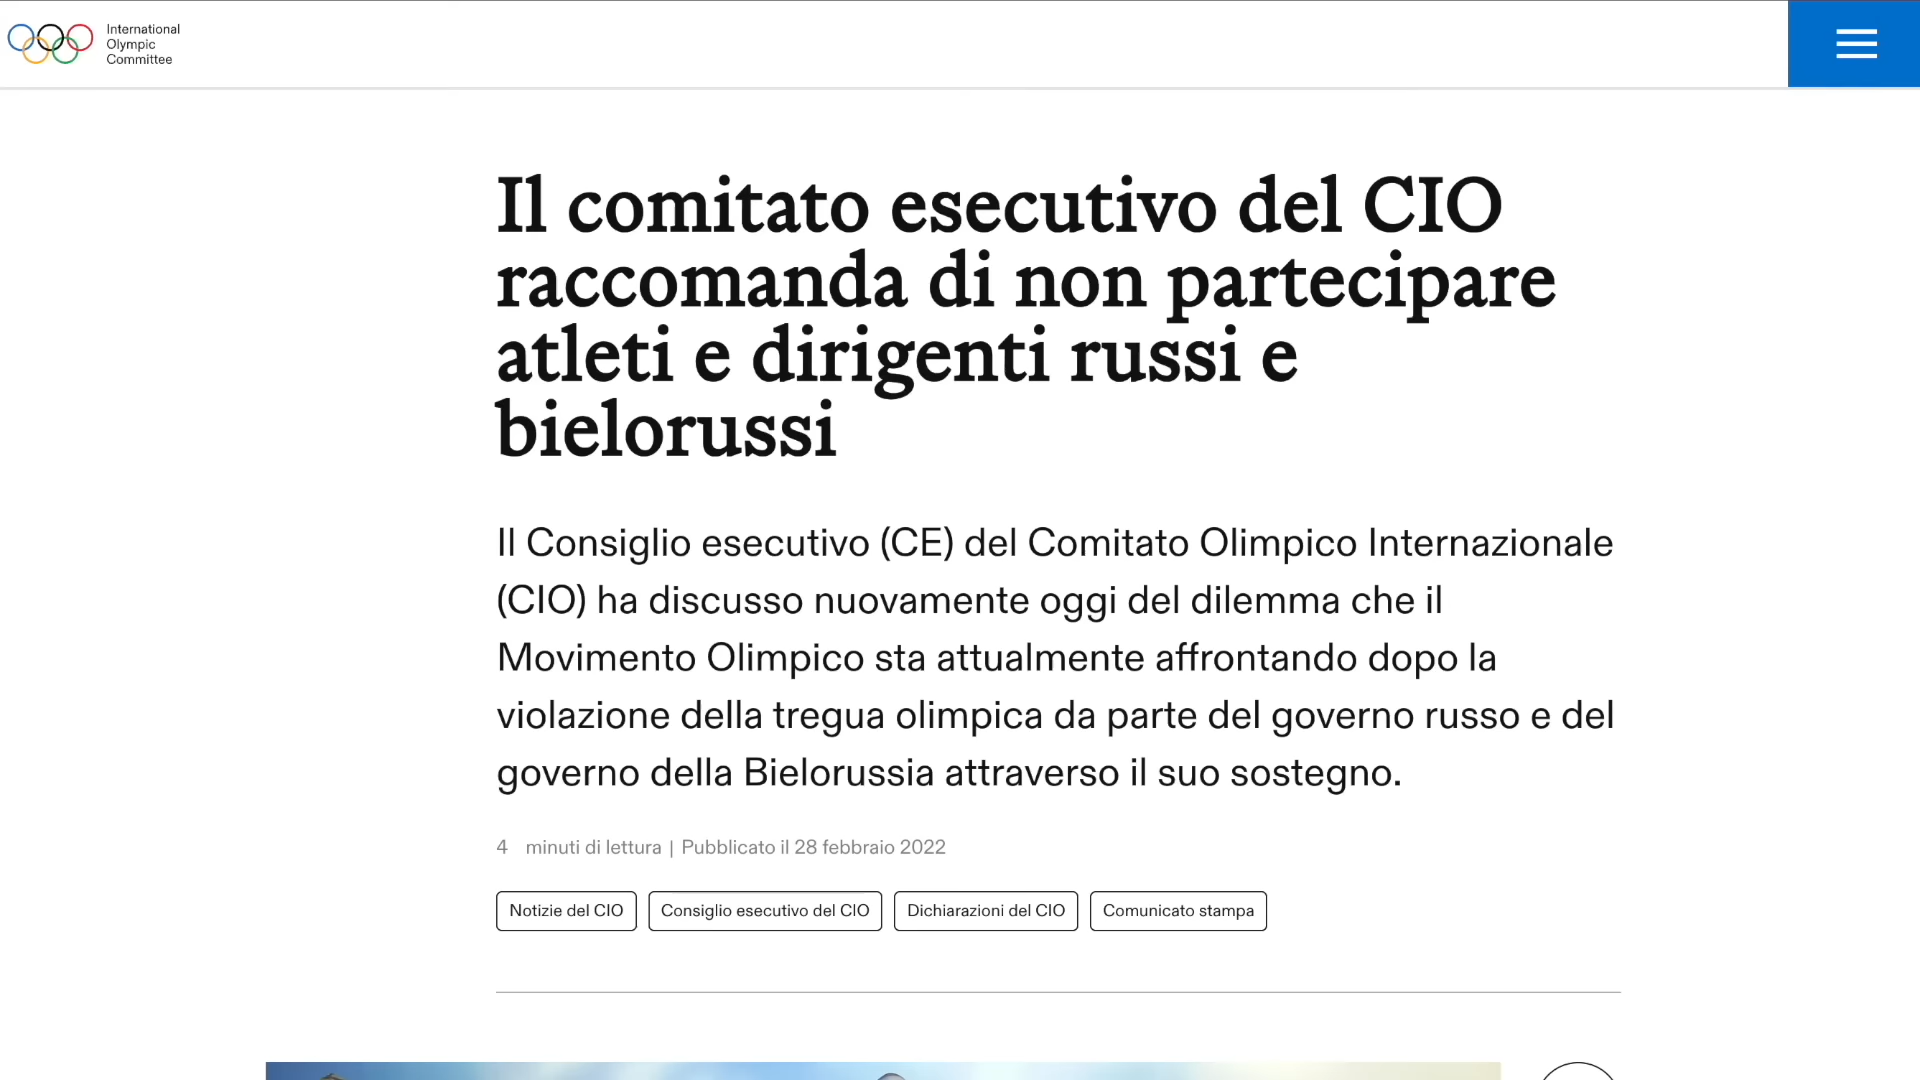 International
Olympic
Committee
Il comitato esecutivo del CIO
raccomanda di non partecipare
atleti e dirigenti russi e
bielorussi
Il Consiglio esecutivo (CE) del Comitato Olimpico Internazionale
(CIO) ha discusso nuovamente oggi del dilemma che il
Movimento Olimpico sta attualmente affrontando dopo la
violazione della tregua olimpica da parte del governo russo e del
governo della Bielorussia attraverso il suo sostegno.
4 minuti di lettura | Pubblicato il 28 febbraio 2022
Notizie del CIO Consiglio esecutivo del CIO Dichiarazioni del CIO Comunicato stampa